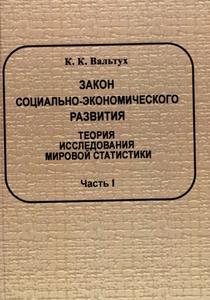 К. К. Вальтух
ЗАКОН
СОЦИАЛЬНО-ЭКОНОМИЧЕСКОГО
РАЗВИТИЯ
ТЕОРИЯ
ИССЛЕДОВАНИЯ
МИРОВОЙ СТАТИСТИКИ
Часть I